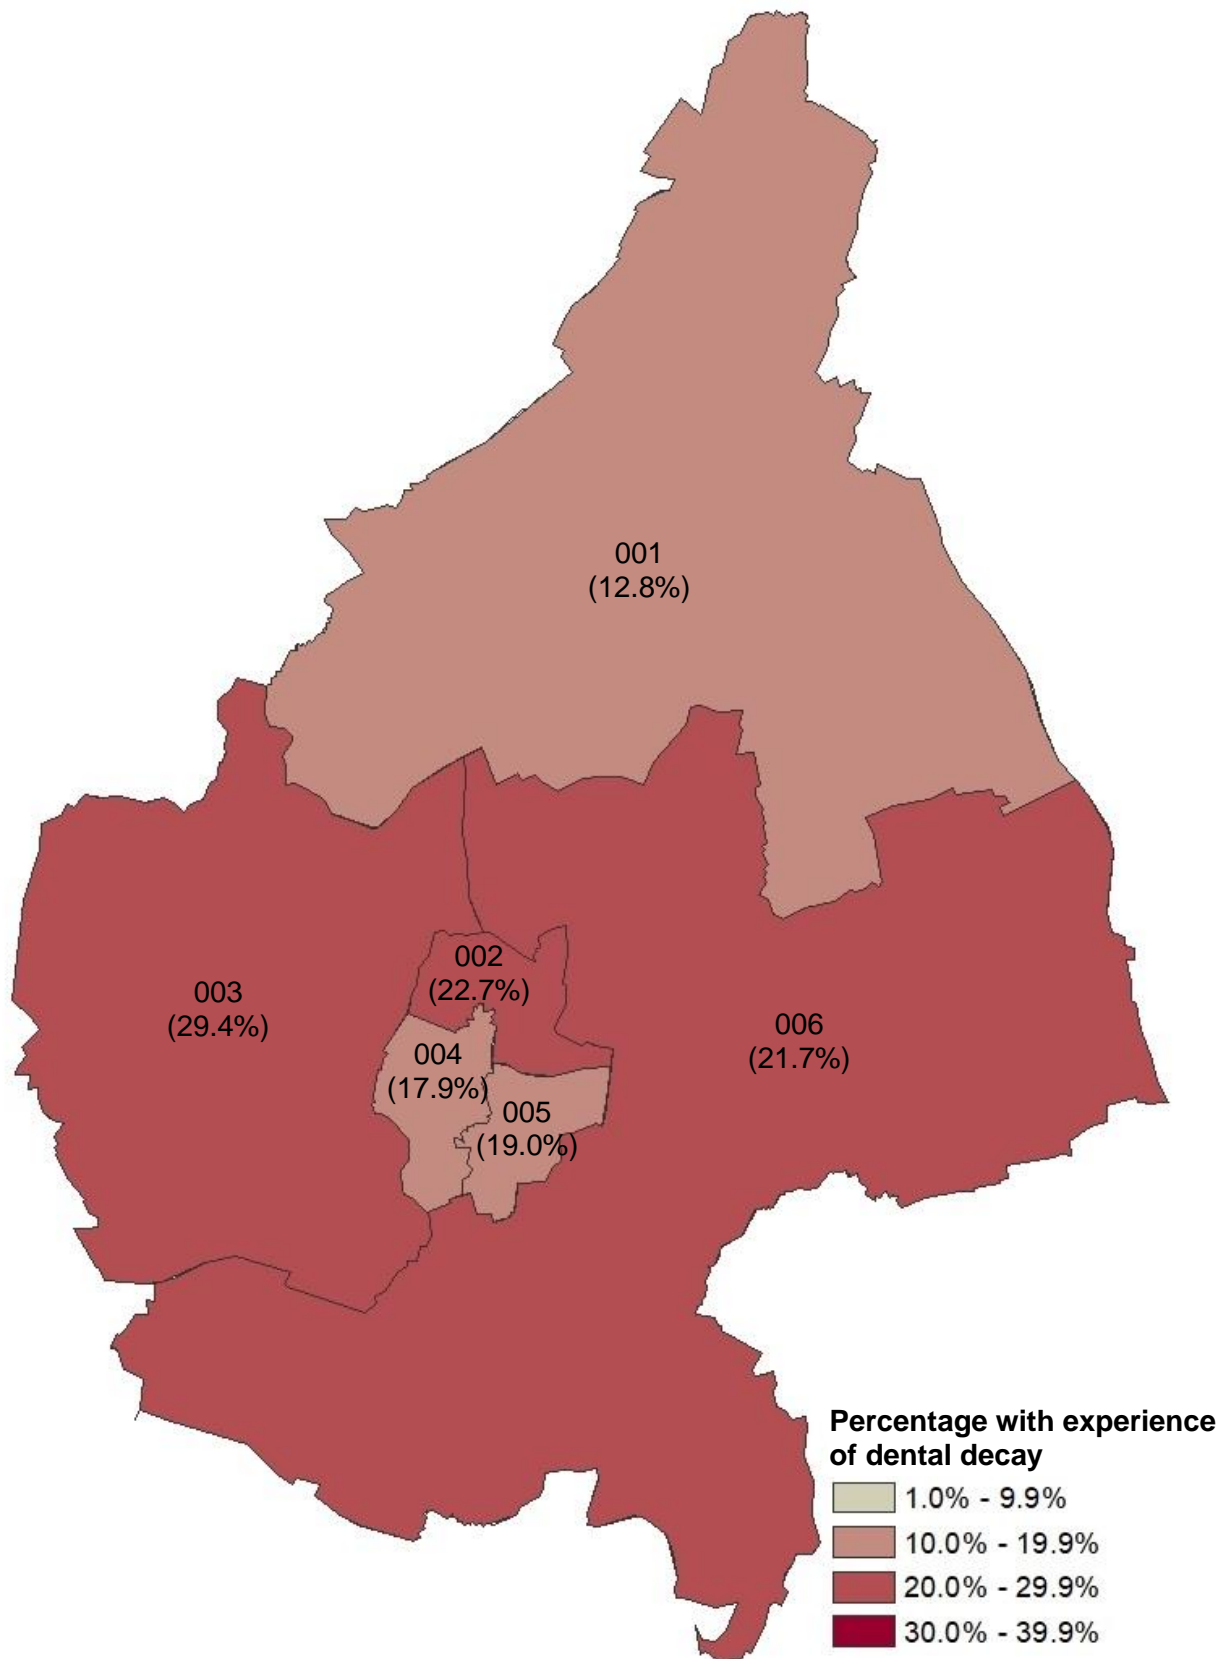 001
(12.8%)
002
(22.7%)
003
(29.4%)
006
(21.7%)
004
(17.9%)
005
(19.0%)
Percentage with experience
of dental decay
1.0% - 9.9%
10.0% - 19.9%
20.0% - 29.9%
30.0% - 39.9%